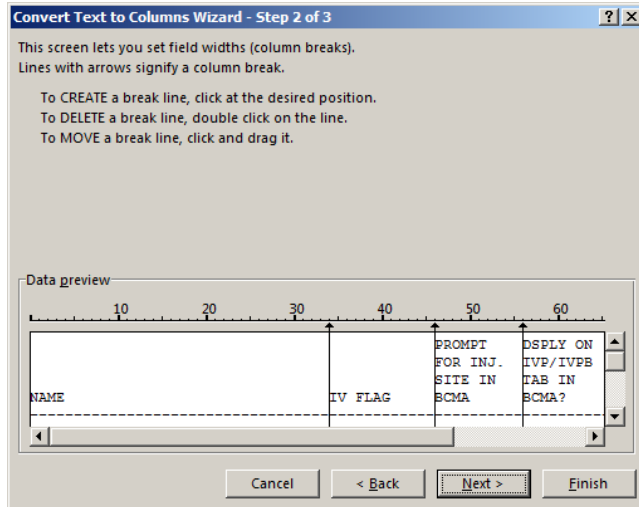 Convert Text to Columns Wizard - Step 2 of 3
This screen lets you set field widths (column breaks).
Lines with arrows signify a column break.
To CREATE a break line, click at the desired position.
To DELETE a break line, double click on the line.
To MOVE a break line, click and drag it.
Data preview
10 20 30 40 50 60
PROMPT DSPLY ON
FOR INJ. IVP/IVPB
SITE IN TAB IN
NAME IV FLAG BCMA BCMA?
Cancel < Back Next > Finish